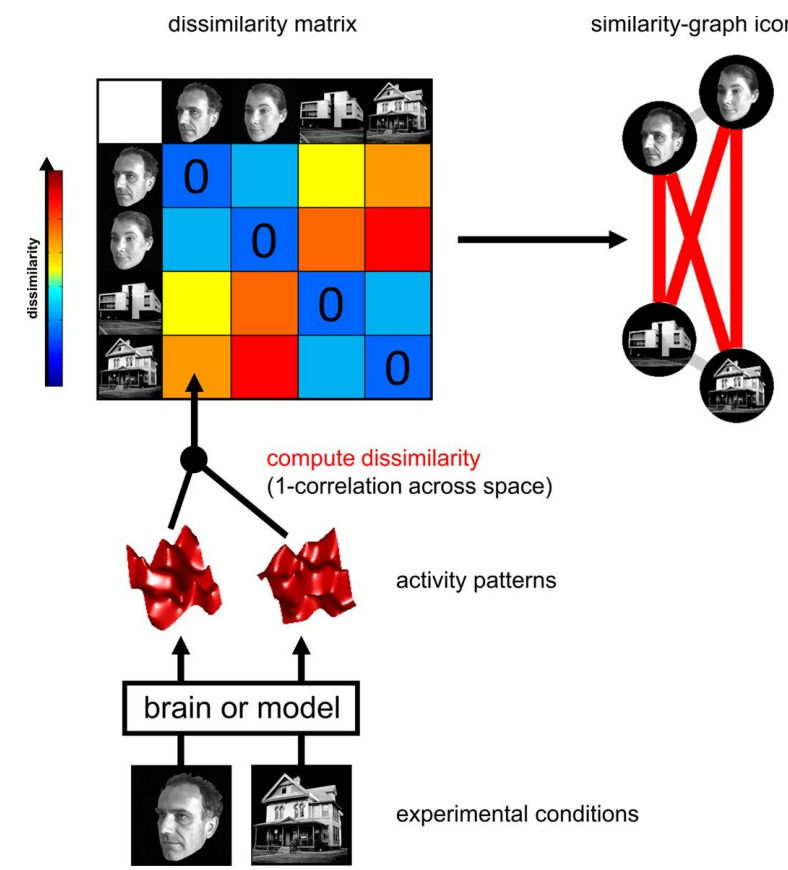 dissimilarity matrix
similarity-graph icon
dissimilarity
0
0
0
0
compute dissimilarity
(1-correlation across space)
activity patterns
brain or model
experimental conditions